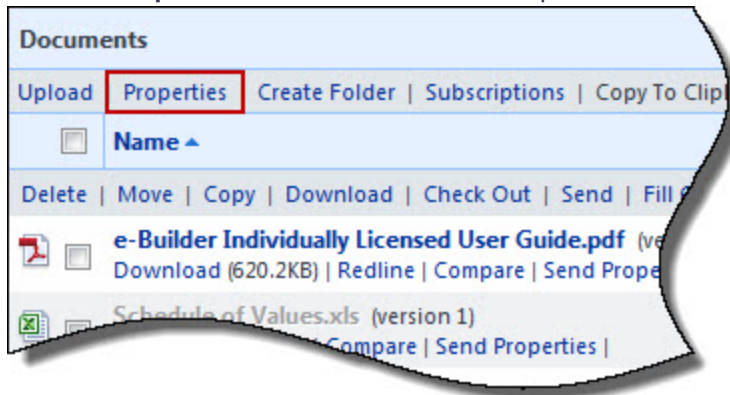 Documents
Upload Properties Create Folder | Subscriptions | Copy To
Name
Delete | Move | Copy | Download | Check Out | Send | Fill
e-Builder Individually Licensed User Guide.pdf
Download (620.2KB) | Redline | Compare | Send
Schedule of Values.xls (version 1)
Compare | Send Properties |